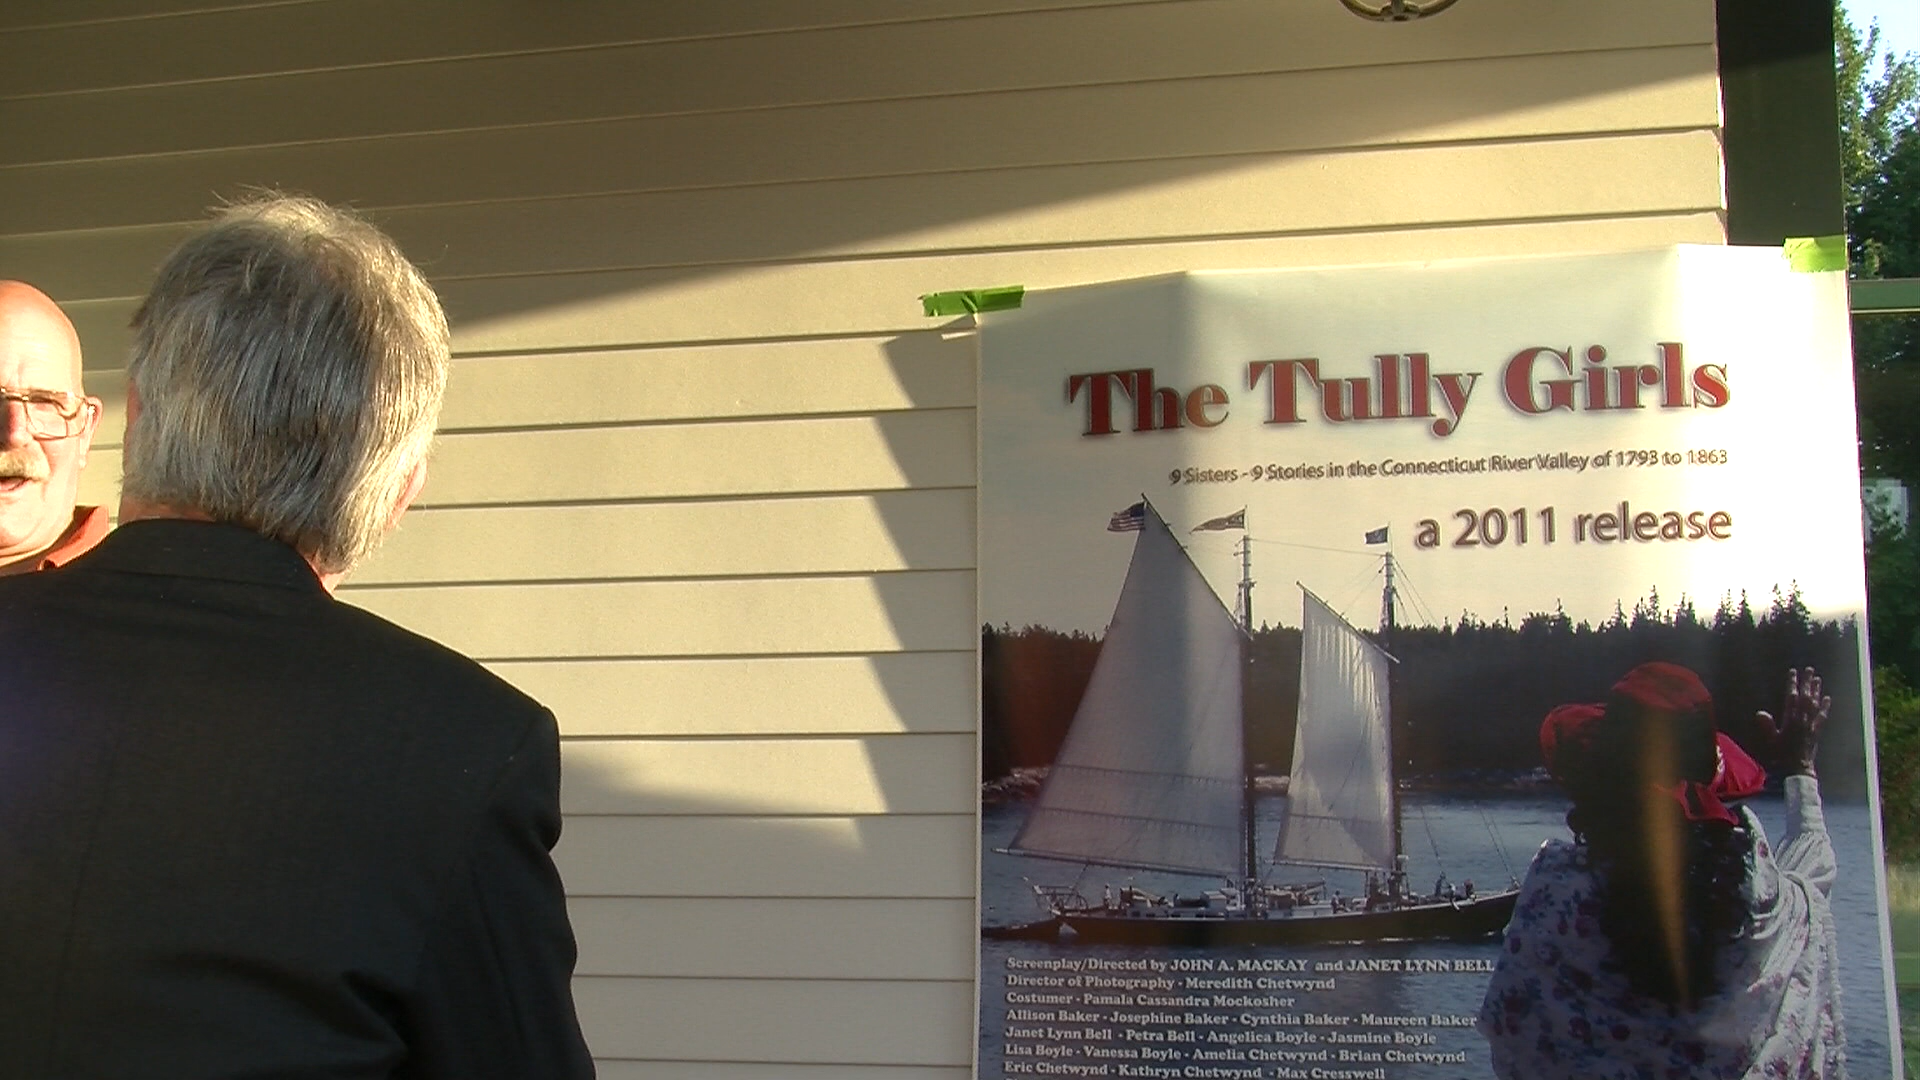 The Tully Girls
9 Sisters - 9 Stories in the Connecticut River Valley of 1793 to 1863
a 2011 release
Screenplay/Directed by JOHN A. MACKAY and JANET LYNN BELL
Director of Photography - Meredith Chetwynd
Costumer - Pamala Cassandra Mockosher
Allison Baker - Josephine Baker - Cynthia Baker - Maureen Baker
Janet Lynn Bell - Petra Bell - Angelica Boyle - Jasmine Boyle
Lisa Boyle - Vanessa Boyle - Amelia Chetwynd - Brian Chetwynd
Eric Chetwynd - Kathryn Chetwynd - Max Cresswell